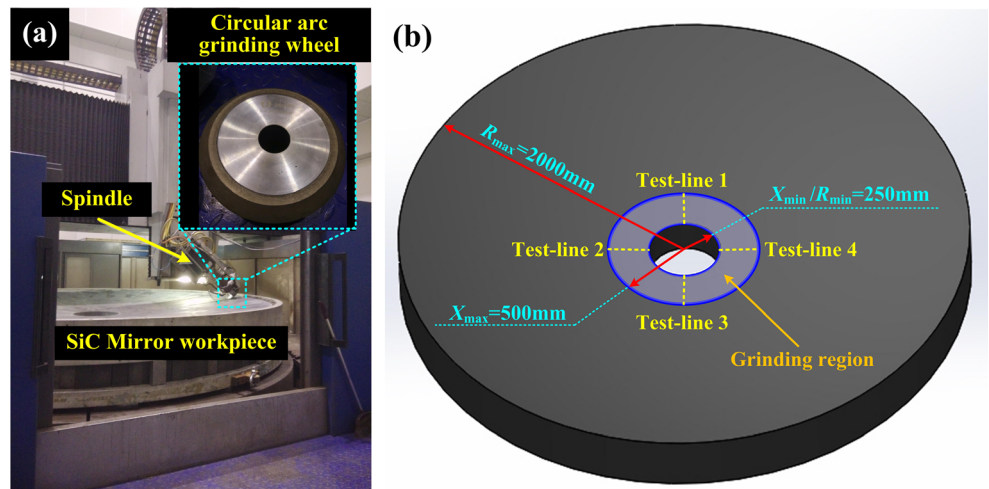 (a)
Circular arc
grinding wheel
Spindle
SiC Mirror workpiece
(b)
Rmax=2000mm
Test-line 1
Xmin/Rmin=250mm
Test-line 2
Test-line 4
Xmax=500mm
Test-line 3
Grinding region